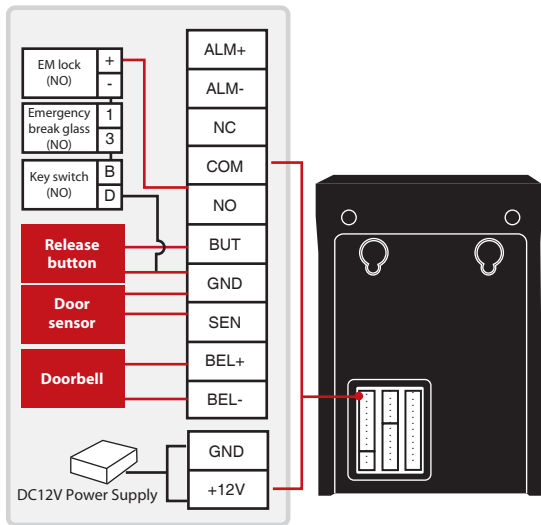 EM lock
(NO)
+
-
Emergency
break glass
(NO)
1
3
Key switch
(NO)
B
D
Release
button
Door
sensor
Doorbell
DC12V Power Supply
ALM+
ALM-
NC
COM
NO
BUT
GND
SEN
BEL+
BEL-
GND
+12V